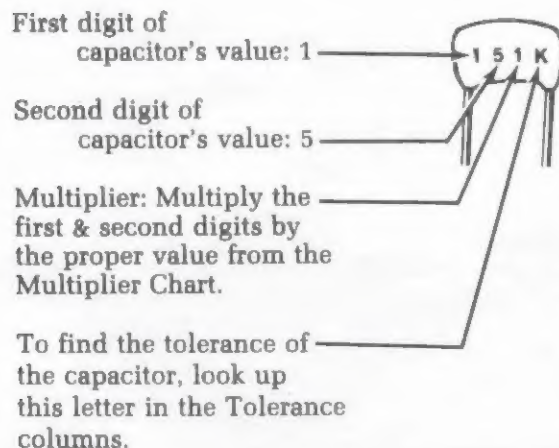 First digit of
capacitor's value: 1
1 5 1 K
Second digit of
capacitor's value: 5
Multiplier: Multiply the
first & second digits by
the proper value from the
Multiplier Chart.
To find the tolerance of
the capacitor, look up
this letter in the Tolerance
columns.